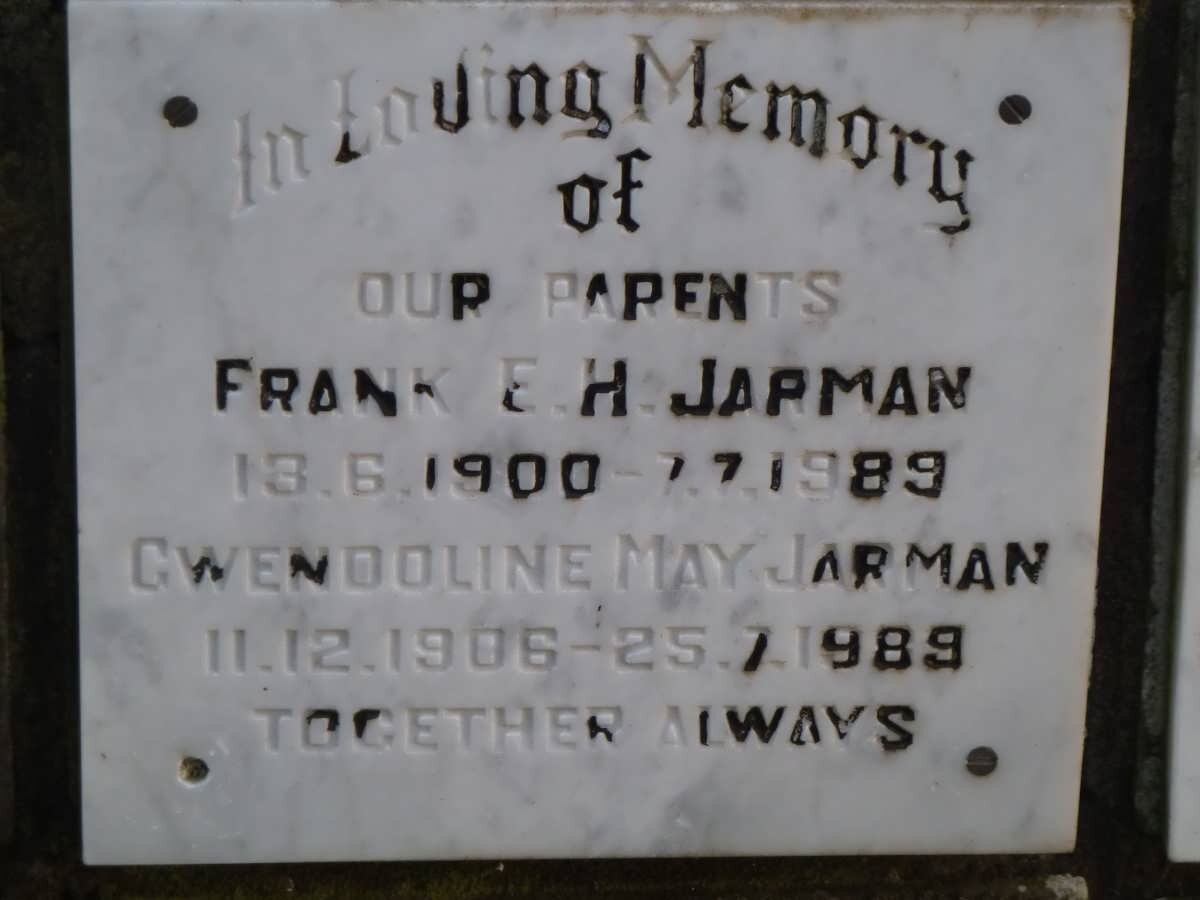 In Loving Memory
of
OUR PARENTS
FRANK E.H. JARMAN
13.6.1900-7.7.1989
GWENDOLINE MAY JARMAN
11.12.1906-25.7.1989
TOGETHER ALWAYS